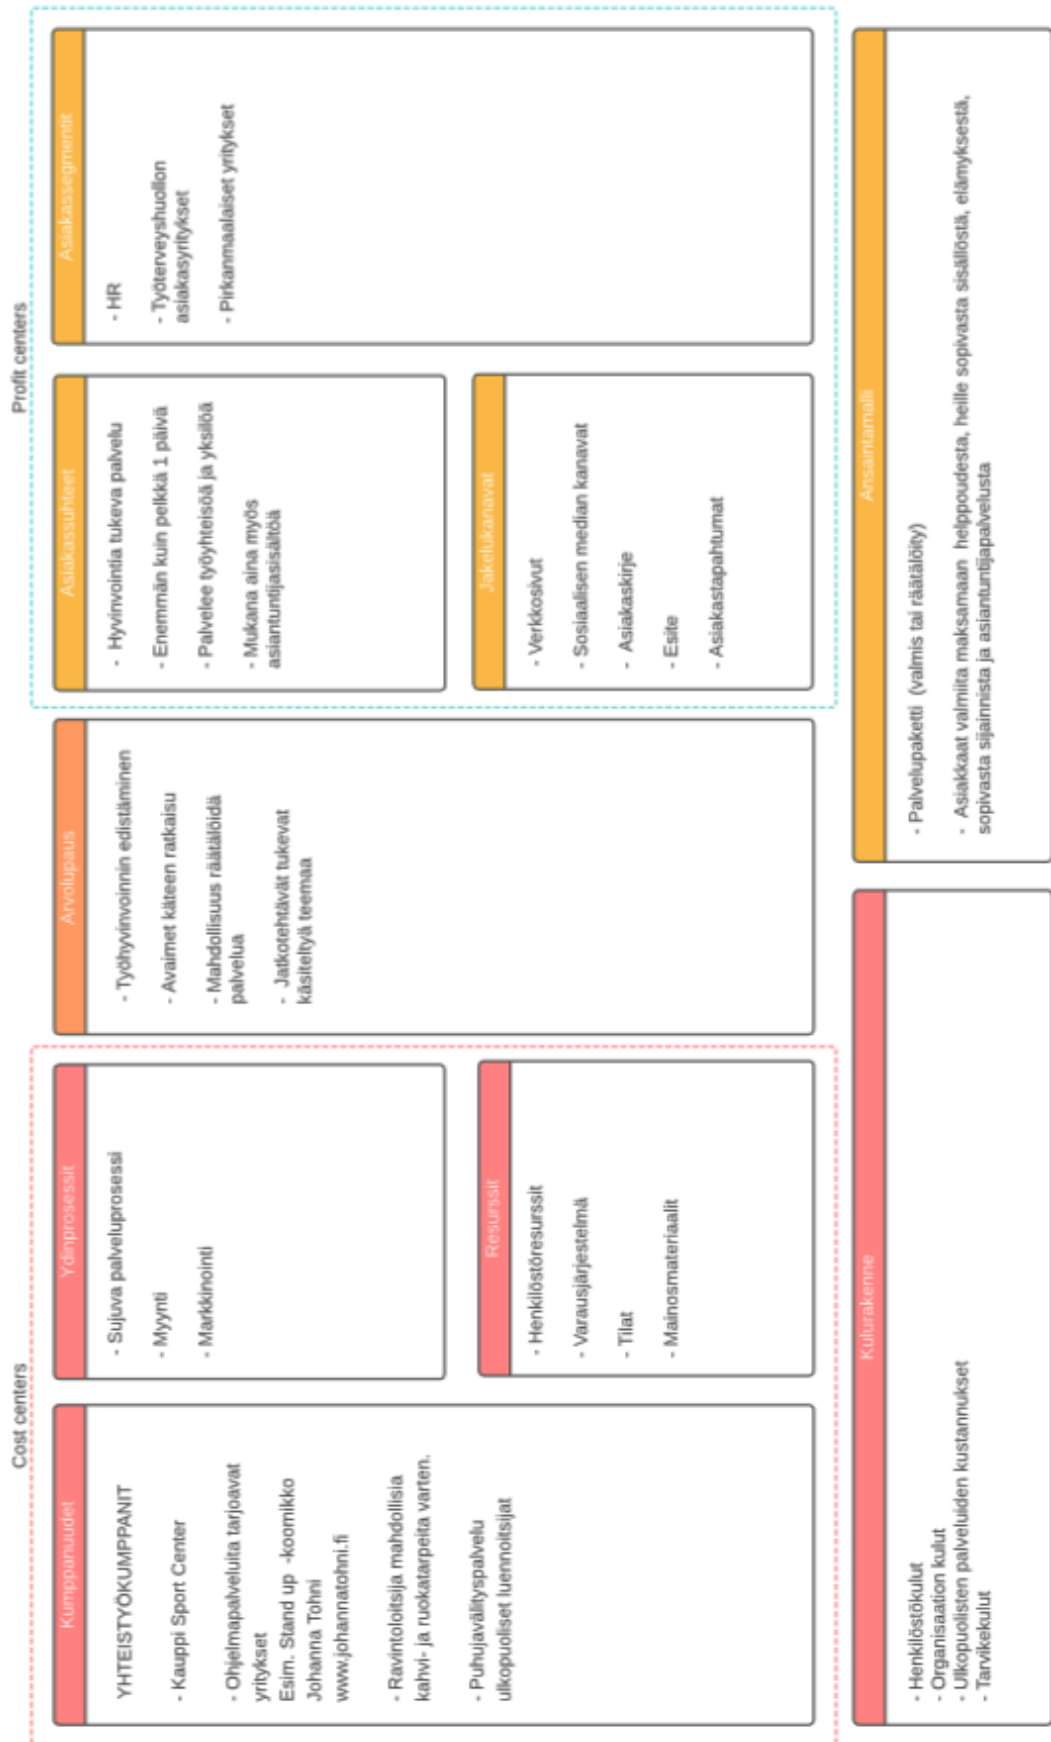 Cost centers
Kumppanuudet
YHTEISTYÖKUMPPANIT
- Kauppi Sport Center
- Ohjelmapalveluita tarjoavat
yritykset
Esim. Stand up -koomikko
Johanna Tohni
www.johannatohni.fi
- Ravintoloitsija mahdollisia
kahvi- ja ruokatarpeita varten.
- Puhujavälityspalvelu
ulkopuoliset luennoitsijat
Ydinprosessit
- Sujuva palveluprosessi
- Myynti
- Markkinointi
Resurssit
- Henkilöstöresurssit
- Varausjärjestelmä
- Tilat
- Mainosmateriaalit
Arvolupaus
- Työhyvinvoinnin edistäminen
- Avaimet käteen ratkaisu
- Mahdollisuus räätälöidä
palvelua
- Jatkotehtävät tukevat
käsiteltyä teemaa
Profit centers
Asiakassuhteet
- Hyvinvointia tukeva palvelu
- Enemmän kuin pelkkä 1 päivä
- Palvelee työyhteisöä ja yksilöä
- Mukana aina myös
asiantuntijasisältöä
Jakelukanavat
- Verkkosivut
- Sosiaalisen median kanavat
- Asiakaskirje
- Esite
- Asiakastapahtumat
Asiakassegmentit
- HR
- Työterveyshuollon
asiakasyritykset
- Pirkanmaalaiset yritykset
Kulurakenne
- Henkilöstökulut
- Organisaation kulut
- Ulkopuolisten palveluiden kustannukset
- Tarvikekulut
Ansaintamalli
- Palvelupaketti (valmis tai räätälöity)
- Asiakkaat valmiita maksamaan helppoudesta, heille sopivasta sisällöstä, elämyksestä,
sopivasta sijainnista ja asiantuntijapalvelusta